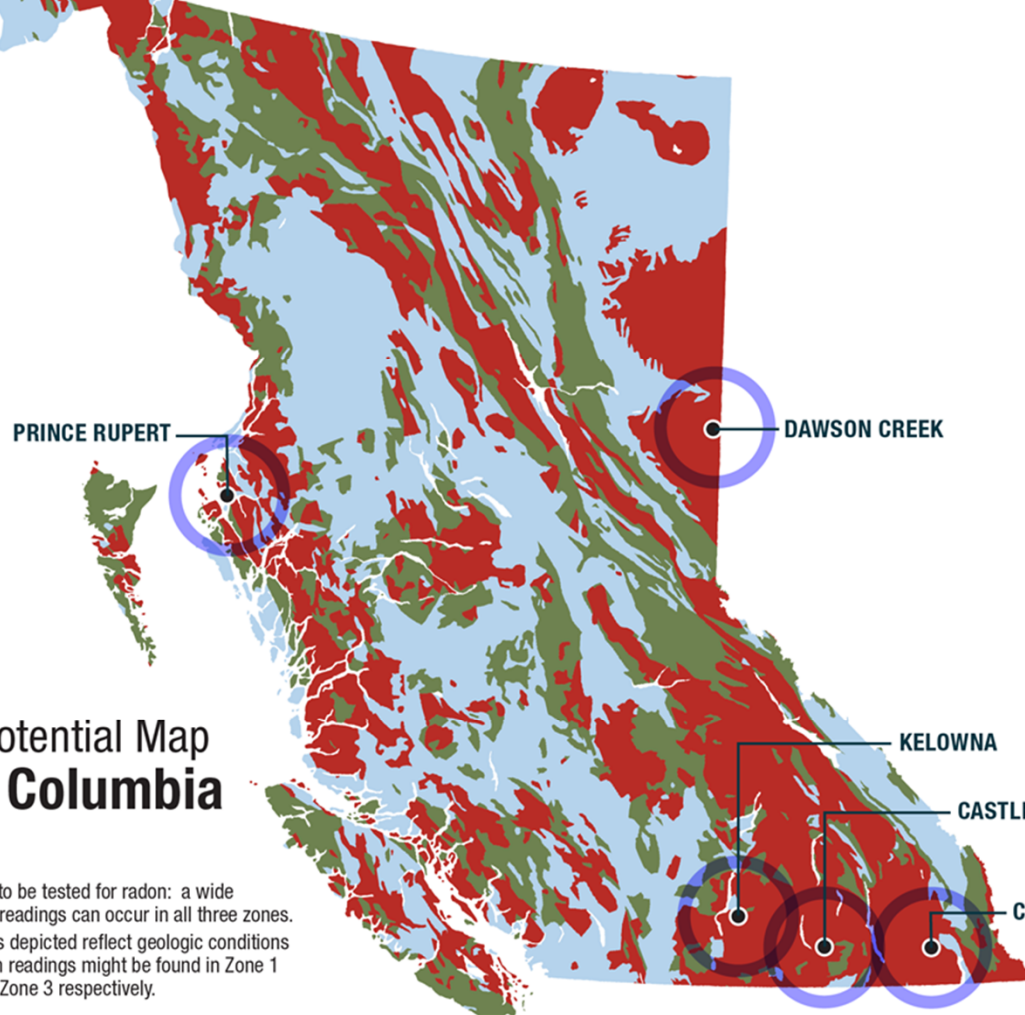 PRINCE RUPERT
DAWSON CREEK
otential Map
Columbia
KELOWNA
CASTL
to be tested for radon: a wide
readings can occur in all three zones.
s depicted reflect geologic conditions
n readings might be found in Zone 1
Zone 3 respectively.
C